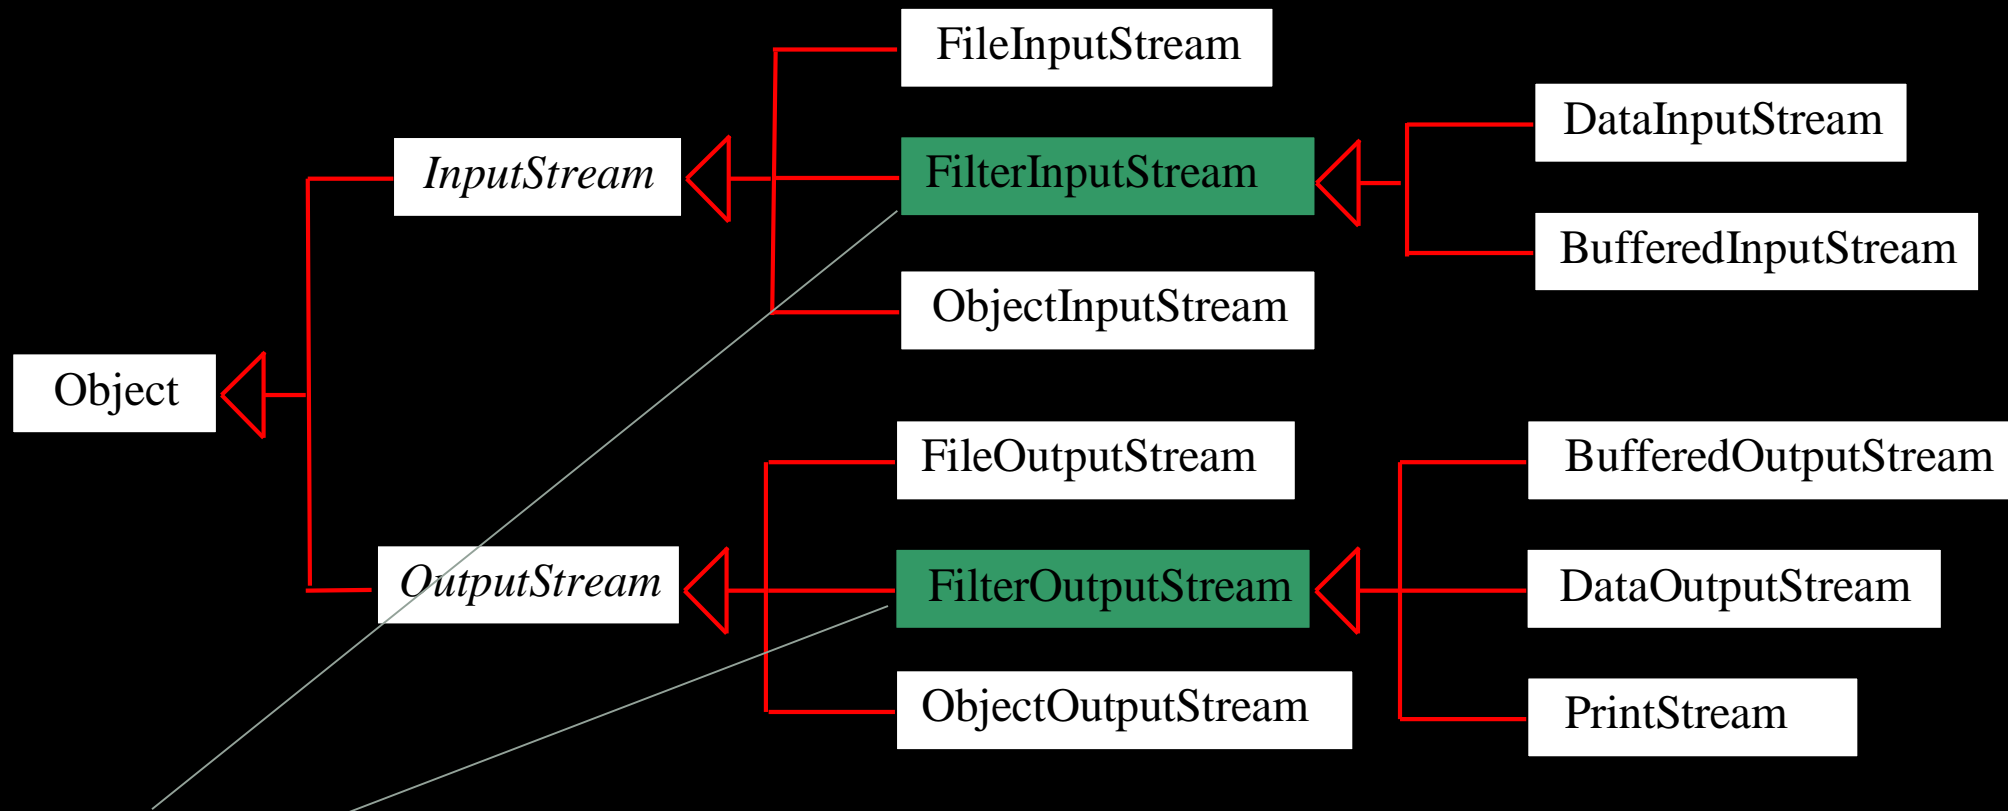 FileInputStream
DataInputStream
InputStream
FilterInputStream
BufferedInputStream
ObjectInputStream
Object
FileOutputStream
BufferedOutputStream
OutputStream
FilterOutputStream
DataOutputStream
ObjectOutputStream
PrintStream